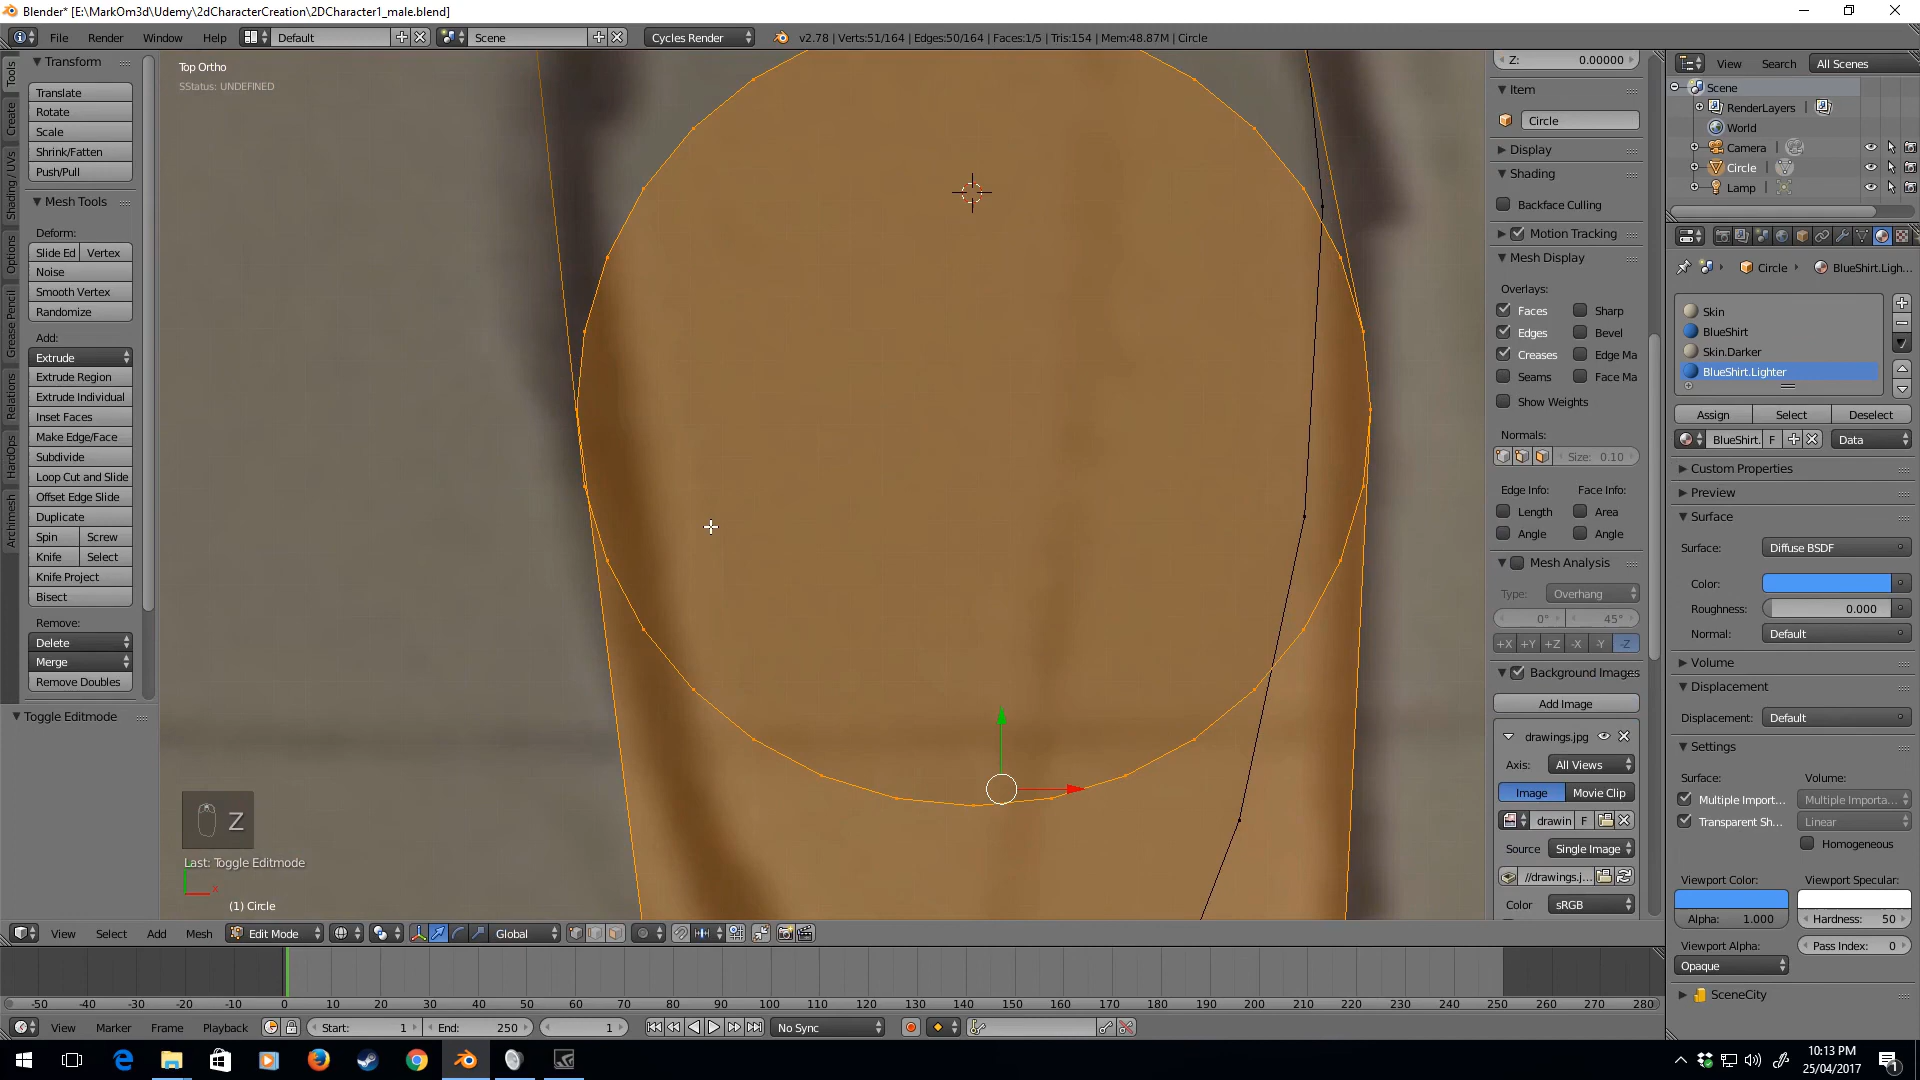 Blender* [E:\MarkOm3d\Udemy\2dCharacterCreation\2DCharacter1_male.blend]
File Render Window Help Default Scene Cycles Render v2.78 | Verts:51/164 | Edges:50/164 | Faces:1/5 | Tris:154 | Mem:48.87M | Circle
Tools
Create
Shading / UVs
Options
Grease Pencil
Relations
HardOps
Archimesh
Transform
Translate
Rotate
Scale
Shrink/Fatten
Push/Pull
Mesh Tools
Deform:
Slide Ed Vertex
Noise
Smooth Vertex
Randomize
Add:
Extrude
Extrude Region
Extrude Individual
Inset Faces
Make Edge/Face
Subdivide
Loop Cut and Slide
Offset Edge Slide
Duplicate
Spin Screw
Knife Select
Knife Project
Bisect
Remove:
Delete
Merge
Remove Doubles
Toggle Editmode
Top Ortho
SStatus: UNDEFINED
Z
Last: Toggle Editmode
x
(1) Circle
Z: 0.00000
Item
Circle
Display
Shading
Backface Culling
Motion Tracking
Mesh Display
Overlays:
Faces Sharp
Edges Bevel
Creases Edge Ma
Seams Face Ma
Show Weights
Normals:
Size: 0.10
Edge Info: Face Info:
Length Area
Angle Angle
Mesh Analysis
Type: Overhang
0° 45°
+X +Y +Z -X -Y -Z
Background Images
Add Image
drawings.jpg
Axis: All Views
Image Movie Clip
drawin F
Source Single Image
//drawings.j...
Color sRGB
View Search All Scenes
Scene
RenderLayers
World
Camera
Circle
Lamp
Circle BlueShirt.Ligh...
Skin
BlueShirt
Skin.Darker
BlueShirt.Lighter
Assign Select Deselect
BlueShirt. F Data
Custom Properties
Preview
Surface
Surface: Diffuse BSDF
Color:
Roughness: 0.000
Normal: Default
Volume
Displacement
Displacement: Default
Settings
Surface: Volume:
Multiple Import... Multiple Importa...
Transparent Sh... Linear
Homogeneous
Viewport Color: Viewport Specular:
Alpha: 1.000 Hardness: 50
Viewport Alpha: Pass Index: 0
Opaque
SceneCity
View Select Add Mesh Edit Mode Global
-50 -40 -30 -20 -10 0 10 20 30 40 50 60 70 80 90 100 110 120 130 140 150 160 170 180 190 200 210 220 230 240 250 260 270 280
View Marker Frame Playback Start: 1 End: 250 1 No Sync
10:13 PM
25/04/2017
1